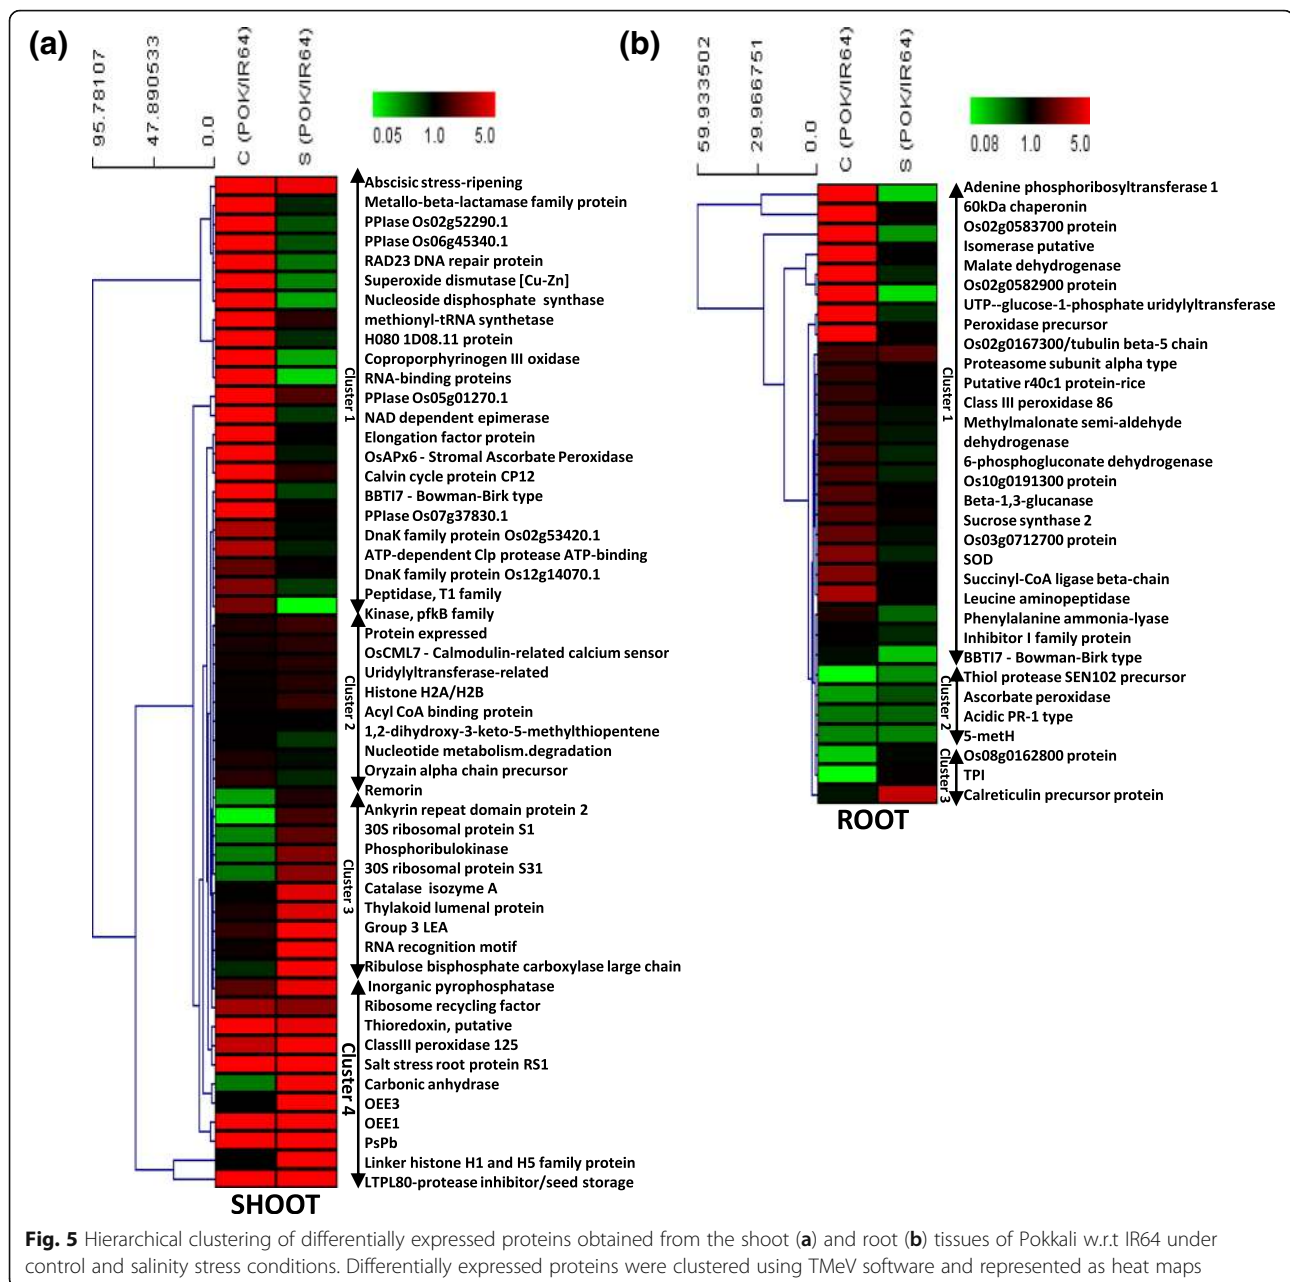 (a)
95.78107
47.890533
0.0
C (POK/IR64)
S (POK/IR64)
0.05 1.0 5.0
Abscisic stress-ripening
Metallo-beta-lactamase family protein
PPIase Os02g52290.1
PPIase Os06g45340.1
RAD23 DNA repair protein
Superoxide dismutase [Cu-Zn]
Nucleoside disphosphate synthase
methionyl-tRNA synthetase
H080 1D08.11 protein
Coproporphyrinogen III oxidase
RNA-binding proteins
PPIase Os05g01270.1
NAD dependent epimerase
Elongation factor protein
OsAPx6 - Stromal Ascorbate Peroxidase
Calvin cycle protein CP12
BBTI7 - Bowman-Birk type
PPIase Os07g37830.1
DnaK family protein Os02g53420.1
ATP-dependent Clp protease ATP-binding
DnaK family protein Os12g14070.1
Peptidase, T1 family
Kinase, pfkB family
Protein expressed
OsCML7 - Calmodulin-related calcium sensor
Uridylyltransferase-related
Histone H2A/H2B
Acyl CoA binding protein
1,2-dihydroxy-3-keto-5-methylthiopentene
Nucleotide metabolism.degradation
Oryzain alpha chain precursor
Remorin
Ankyrin repeat domain protein 2
30S ribosomal protein S1
Phosphoribulokinase
30S ribosomal protein S31
Catalase isozyme A
Thylakoid lumenal protein
Group 3 LEA
RNA recognition motif
Ribulose bisphosphate carboxylase large chain
Inorganic pyrophosphatase
Ribosome recycling factor
Thioredoxin, putative
ClassIII peroxidase 125
Salt stress root protein RS1
Carbonic anhydrase
OEE3
OEE1
PsPb
Linker histone H1 and H5 family protein
LTPL80-protease inhibitor/seed storage
Cluster 1
Cluster 2
Cluster 3
Cluster 4
SHOOT
(b)
59.933502
29.966751
0.0
C (POK/IR64)
S (POK/IR64)
0.08 1.0 5.0
Adenine phosphoribosyltransferase 1
60kDa chaperonin
Os02g0583700 protein
Isomerase putative
Malate dehydrogenase
Os02g0582900 protein
UTP--glucose-1-phosphate uridylyltransferase
Peroxidase precursor
Os02g0167300/tubulin beta-5 chain
Proteasome subunit alpha type
Putative r40c1 protein-rice
Class III peroxidase 86
Methylmalonate semi-aldehyde
dehydrogenase
6-phosphogluconate dehydrogenase
Os10g0191300 protein
Beta-1,3-glucanase
Sucrose synthase 2
Os03g0712700 protein
SOD
Succinyl-CoA ligase beta-chain
Leucine aminopeptidase
Phenylalanine ammonia-lyase
Inhibitor I family protein
BBTI7 - Bowman-Birk type
Thiol protease SEN102 precursor
Ascorbate peroxidase
Acidic PR-1 type
5-metH
Os08g0162800 protein
TPI
Calreticulin precursor protein
Cluster 1
Cluster 2
Cluster 3
ROOT
Fig. 5 Hierarchical clustering of differentially expressed proteins obtained from the shoot (a) and root (b) tissues of Pokkali w.r.t IR64 under
control and salinity stress conditions. Differentially expressed proteins were clustered using TMeV software and represented as heat maps